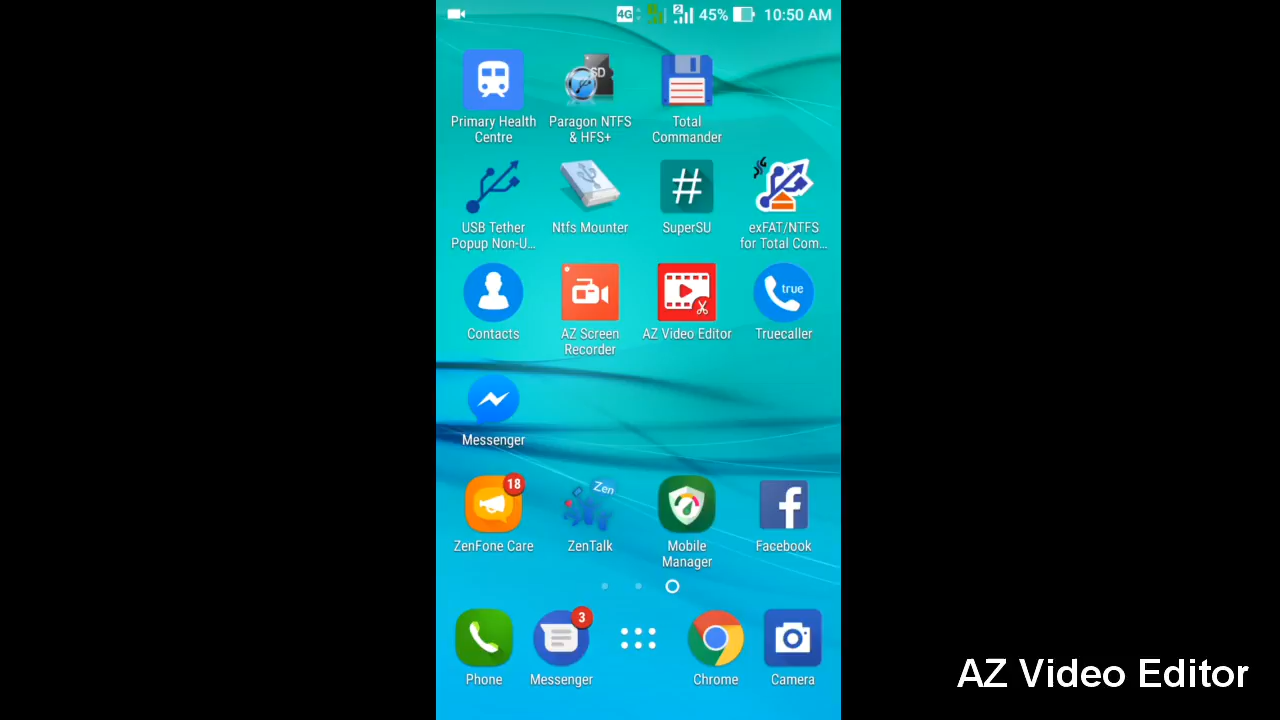 4G 2 45% 10:50 AM
SD
Primary Health
Centre
Paragon NTFS
& HFS+
Total
Commander
USB Tether
Popup Non-U...
Ntfs Mounter
#
SuperSU
exFAT/NTFS
for Total Com...
Contacts
AZ Screen
Recorder
AZ Video Editor
true
Truecaller
Messenger
18
ZenFone Care
Zen
ZenTalk
Mobile
Manager
f
Facebook
Phone
3
Messenger
Chrome
Camera
AZ Video Editor